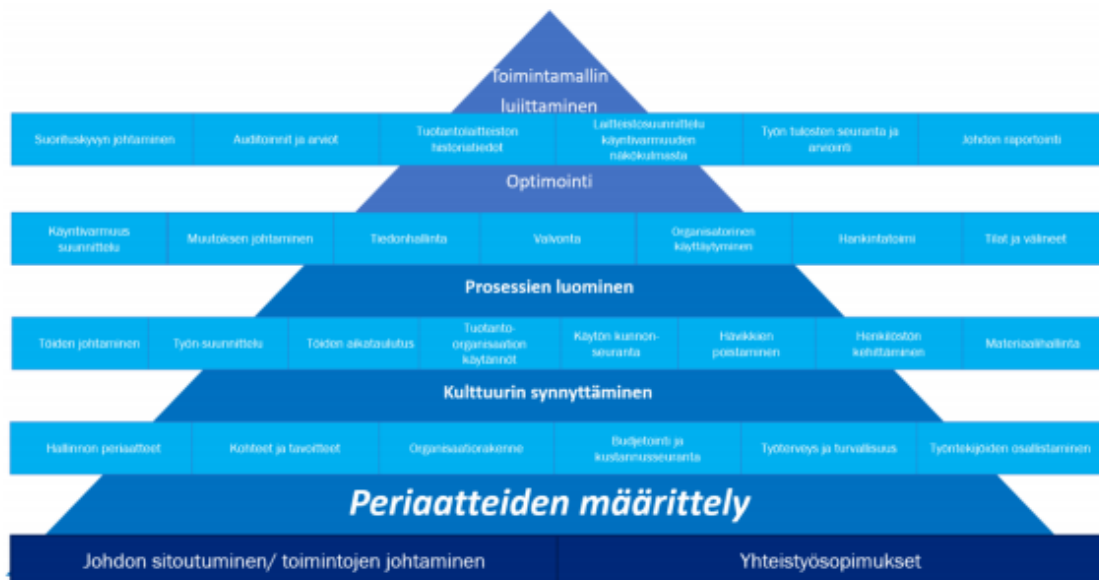 Toimintamallin
lujittaminen
Suorituskyvyn johtaminen
Auditoinnit ja arviot
Tuotantolaitteiston
historiatiedot
Laitteistosuunnittelu
käyntivarmuuden
näkökulmasta
Työn tulosten seuranta ja
arviointi
Johdon raportointi
Optimointi
Käyntivarmuus
suunnittelu
Muutoksen johtaminen
Tiedonhallinta
Valvonta
Organisatorinen
käyttäytyminen
Hankintatoimi
Tilat ja välineet
Prosessien luominen
Töiden johtaminen
Työn suunnittelu
Töiden aikataulutus
Tuotanto-
organisaation
käytännöt
Käytön kunnon-
seuranta
Hävikkien
poistaminen
Henkilöstön
kehittäminen
Materiaalihallinta
Kulttuurin synnyttäminen
Hallinnon periaatteet
Kohteet ja tavoitteet
Organisaatiorakenne
Budjetointi ja
kustannusseuranta
Työterveys ja turvallisuus
Työntekijöiden osallistaminen
Periaatteiden määrittely
Johdon sitoutuminen/ toimintojen johtaminen
Yhteistyösopimukset